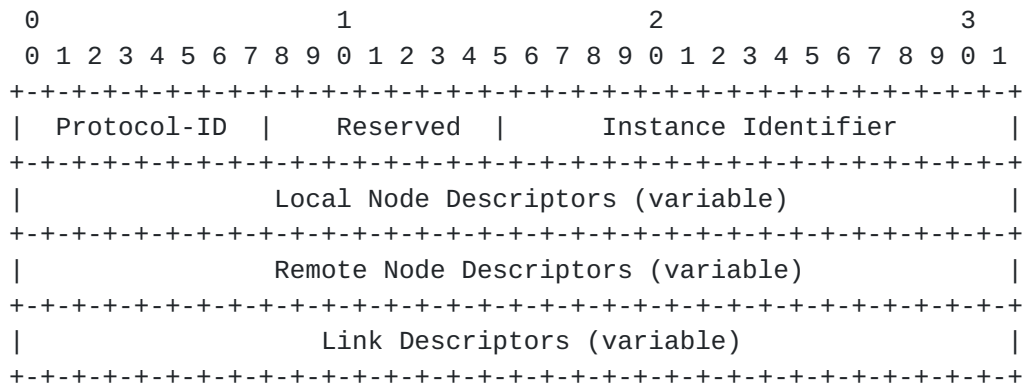 0                   1                   2                   3
 0 1 2 3 4 5 6 7 8 9 0 1 2 3 4 5 6 7 8 9 0 1 2 3 4 5 6 7 8 9 0 1
+-+-+-+-+-+-+-+-+-+-+-+-+-+-+-+-+-+-+-+-+-+-+-+-+-+-+-+-+-+-+-+-+
|  Protocol-ID  |    Reserved  |      Instance Identifier       |
+-+-+-+-+-+-+-+-+-+-+-+-+-+-+-+-+-+-+-+-+-+-+-+-+-+-+-+-+-+-+-+-+
|                Local Node Descriptors (variable)              |
+-+-+-+-+-+-+-+-+-+-+-+-+-+-+-+-+-+-+-+-+-+-+-+-+-+-+-+-+-+-+-+-+
|                Remote Node Descriptors (variable)             |
+-+-+-+-+-+-+-+-+-+-+-+-+-+-+-+-+-+-+-+-+-+-+-+-+-+-+-+-+-+-+-+-+
|                   Link Descriptors (variable)                 |
+-+-+-+-+-+-+-+-+-+-+-+-+-+-+-+-+-+-+-+-+-+-+-+-+-+-+-+-+-+-+-+-+